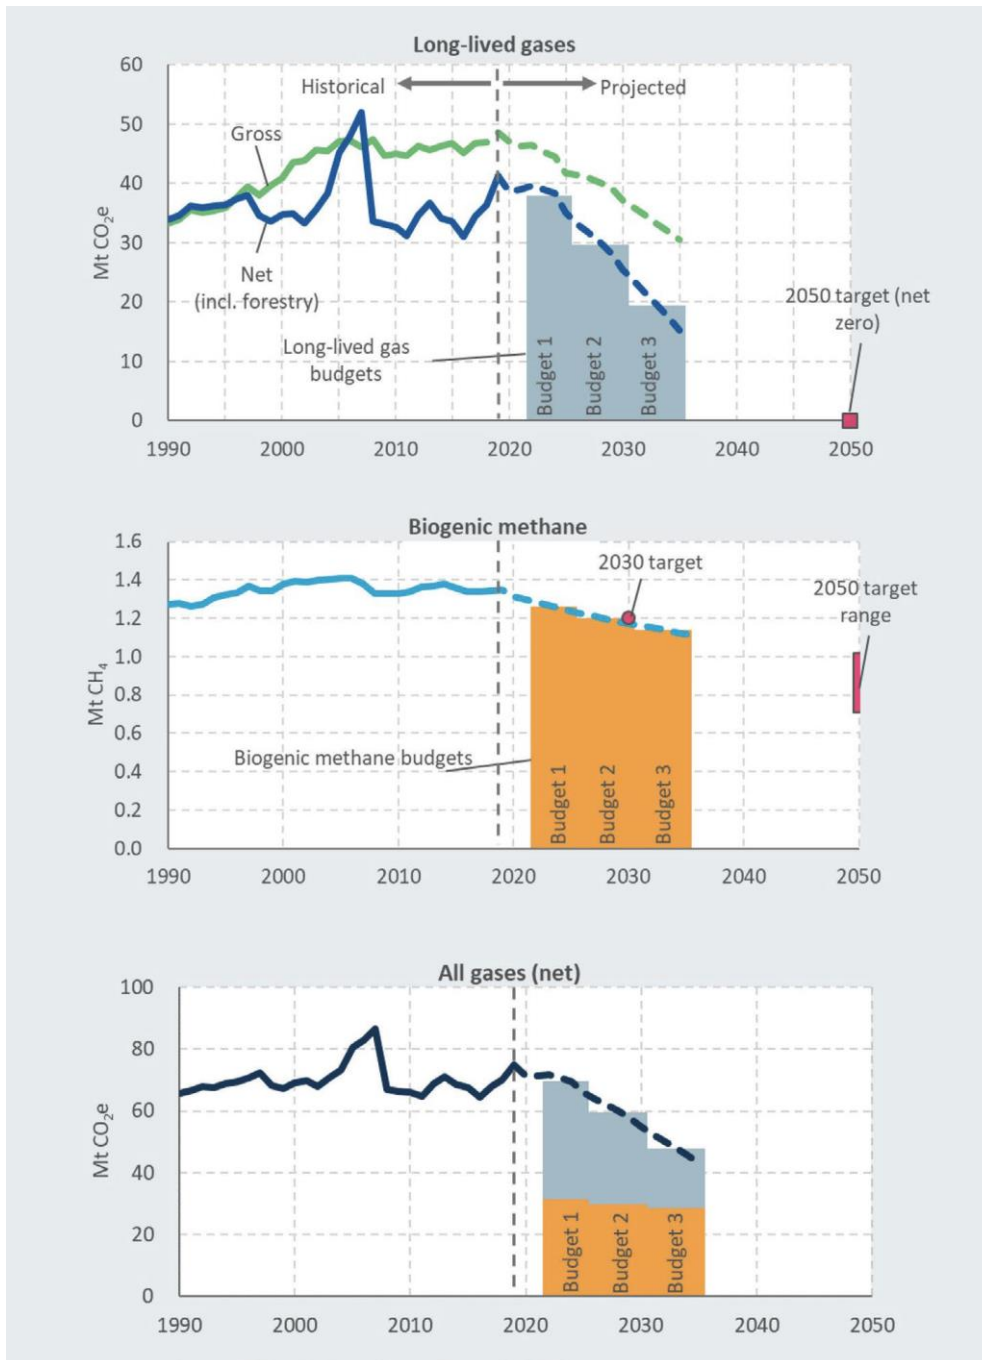 Long-lived gases
60
Historical
Projected
50
Gross
40
Mt CO₂e
30
Net
(incl. forestry)
20
2050 target (net
zero)
Long-lived gas
budgets
10
Budget 1
Budget 2
Budget 3
0
1990
2000
2010
2020
2030
2040
2050
Biogenic methane
1.6
2030 target
1.4
2050 target
range
1.2
1.0
Mt CH₄
0.8
0.6
Biogenic methane budgets
0.4
Budget 1
Budget 2
Budget 3
0.2
0.0
1990
2000
2010
2020
2030
2040
2050
All gases (net)
100
80
60
Mt CO₂e
40
20
Budget 1
Budget 2
Budget 3
0
1990
2000
2010
2020
2030
2040
2050